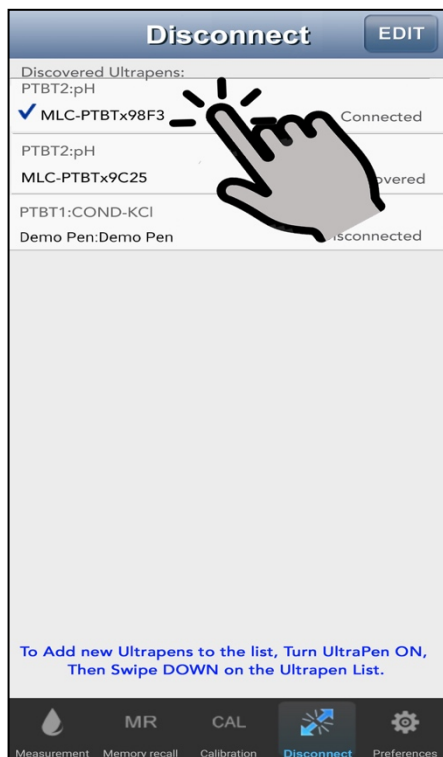 Disconnect
EDIT
Discovered Ultrapens:
PTBT2:pH
✓ MLC-PTBTx98F3
Connected
PTBT2:pH
MLC-PTBTx9C25
overed
PTBT1:COND-KCl
Demo Pen:Demo Pen
isconnected
To Add new Ultrapens to the list, Turn UltraPen ON,
Then Swipe DOWN on the Ultrapen List.
MR
CAL
Measurement Memory recall Calibration Disconnect Preferences